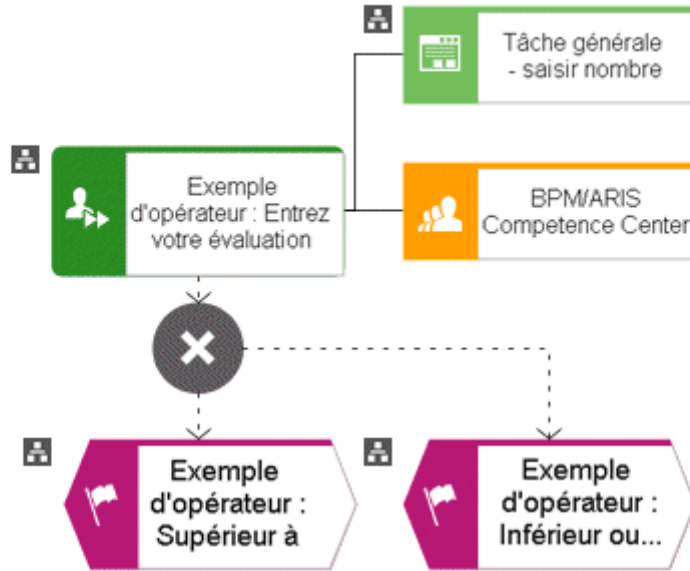 Tâche générale
- saisir nombre
Exemple
d'opérateur : Entrez
votre évaluation
BPM/ARIS
Competence Center
Exemple
d'opérateur :
Supérieur à
Exemple
d'opérateur :
Inférieur ou...